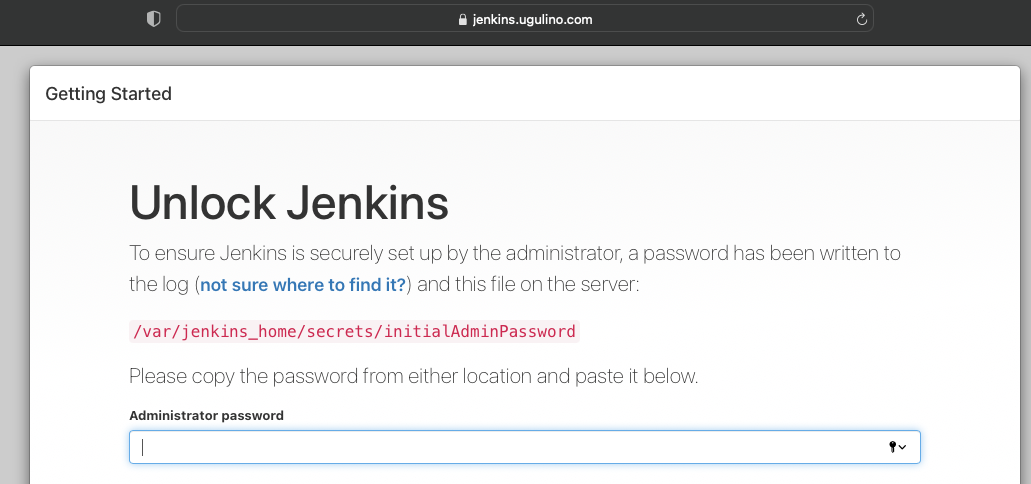 jenkins.ugulino.com
Getting Started
Unlock Jenkins
To ensure Jenkins is securely set up by the administrator, a password has been written to
the log (not sure where to find it?) and this file on the server:
/var/jenkins_home/secrets/initialAdminPassword
Please copy the password from either location and paste it below.
Administrator password